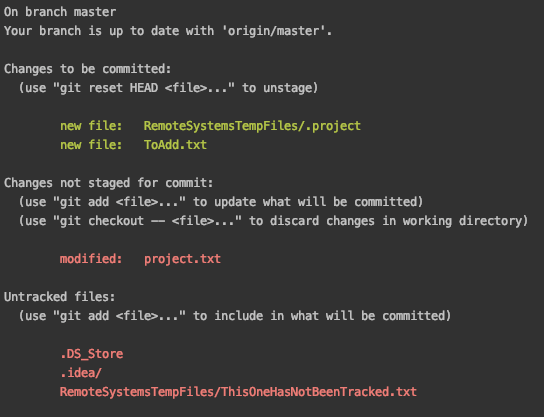 On branch master
Your branch is up to date with 'origin/master'.
Changes to be committed:
(use "git reset HEAD <file>..." to unstage)
new file: RemoteSystemsTempFiles/.project
new file: ToAdd.txt
Changes not staged for commit:
(use "git add <file>..." to update what will be committed)
(use "git checkout -- <file>..." to discard changes in working directory)
modified: project.txt
Untracked files:
(use "git add <file>..." to include in what will be committed)
.DS_Store
.idea/
RemoteSystemsTempFiles/ThisOneHasNotBeenTracked.txt